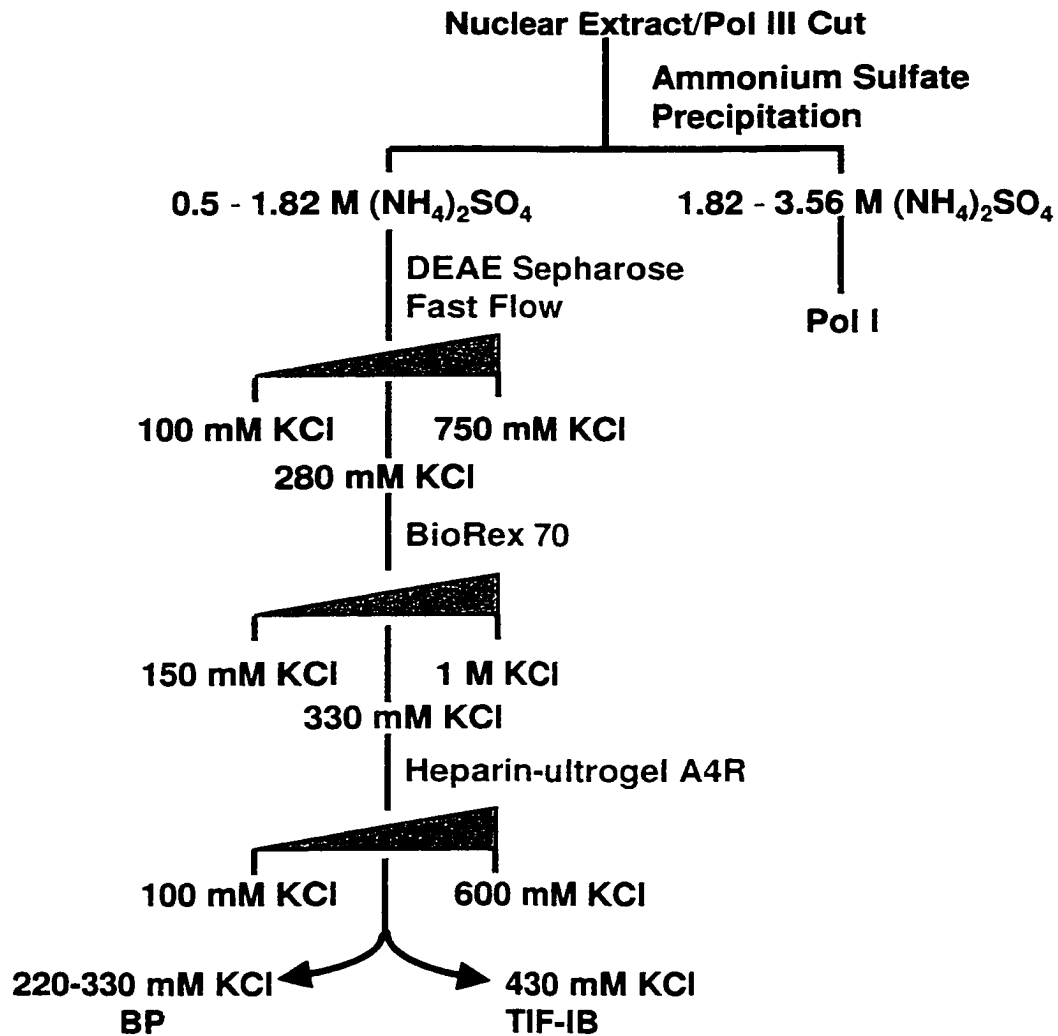 Nuclear Extract/Pol III Cut
Ammonium Sulfate
Precipitation
0.5 - 1.82 M (NH₄)₂SO₄
1.82 - 3.56 M (NH₄)₂SO₄
DEAE Sepharose
Fast Flow
Pol I
100 mM KCl
750 mM KCl
280 mM KCl
BioRex 70
150 mM KCl
1 M KCl
330 mM KCl
Heparin-ultrogel A4R
100 mM KCl
600 mM KCl
220-330 mM KCl
BP
430 mM KCl
TIF-IB